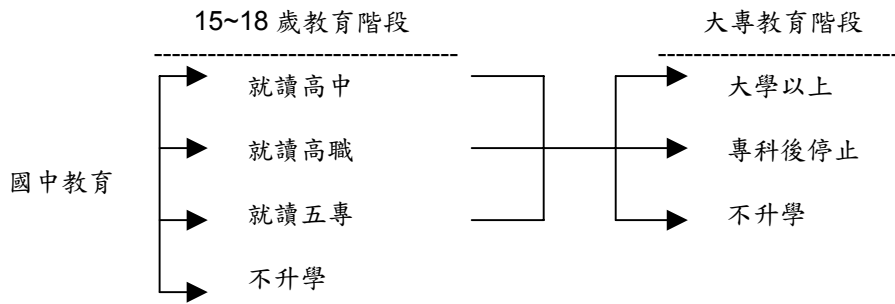 15~18 歲教育階段
大專教育階段
就讀高中
大學以上
就讀高職
專科後停止
國中教育
就讀五專
不升學
不升學